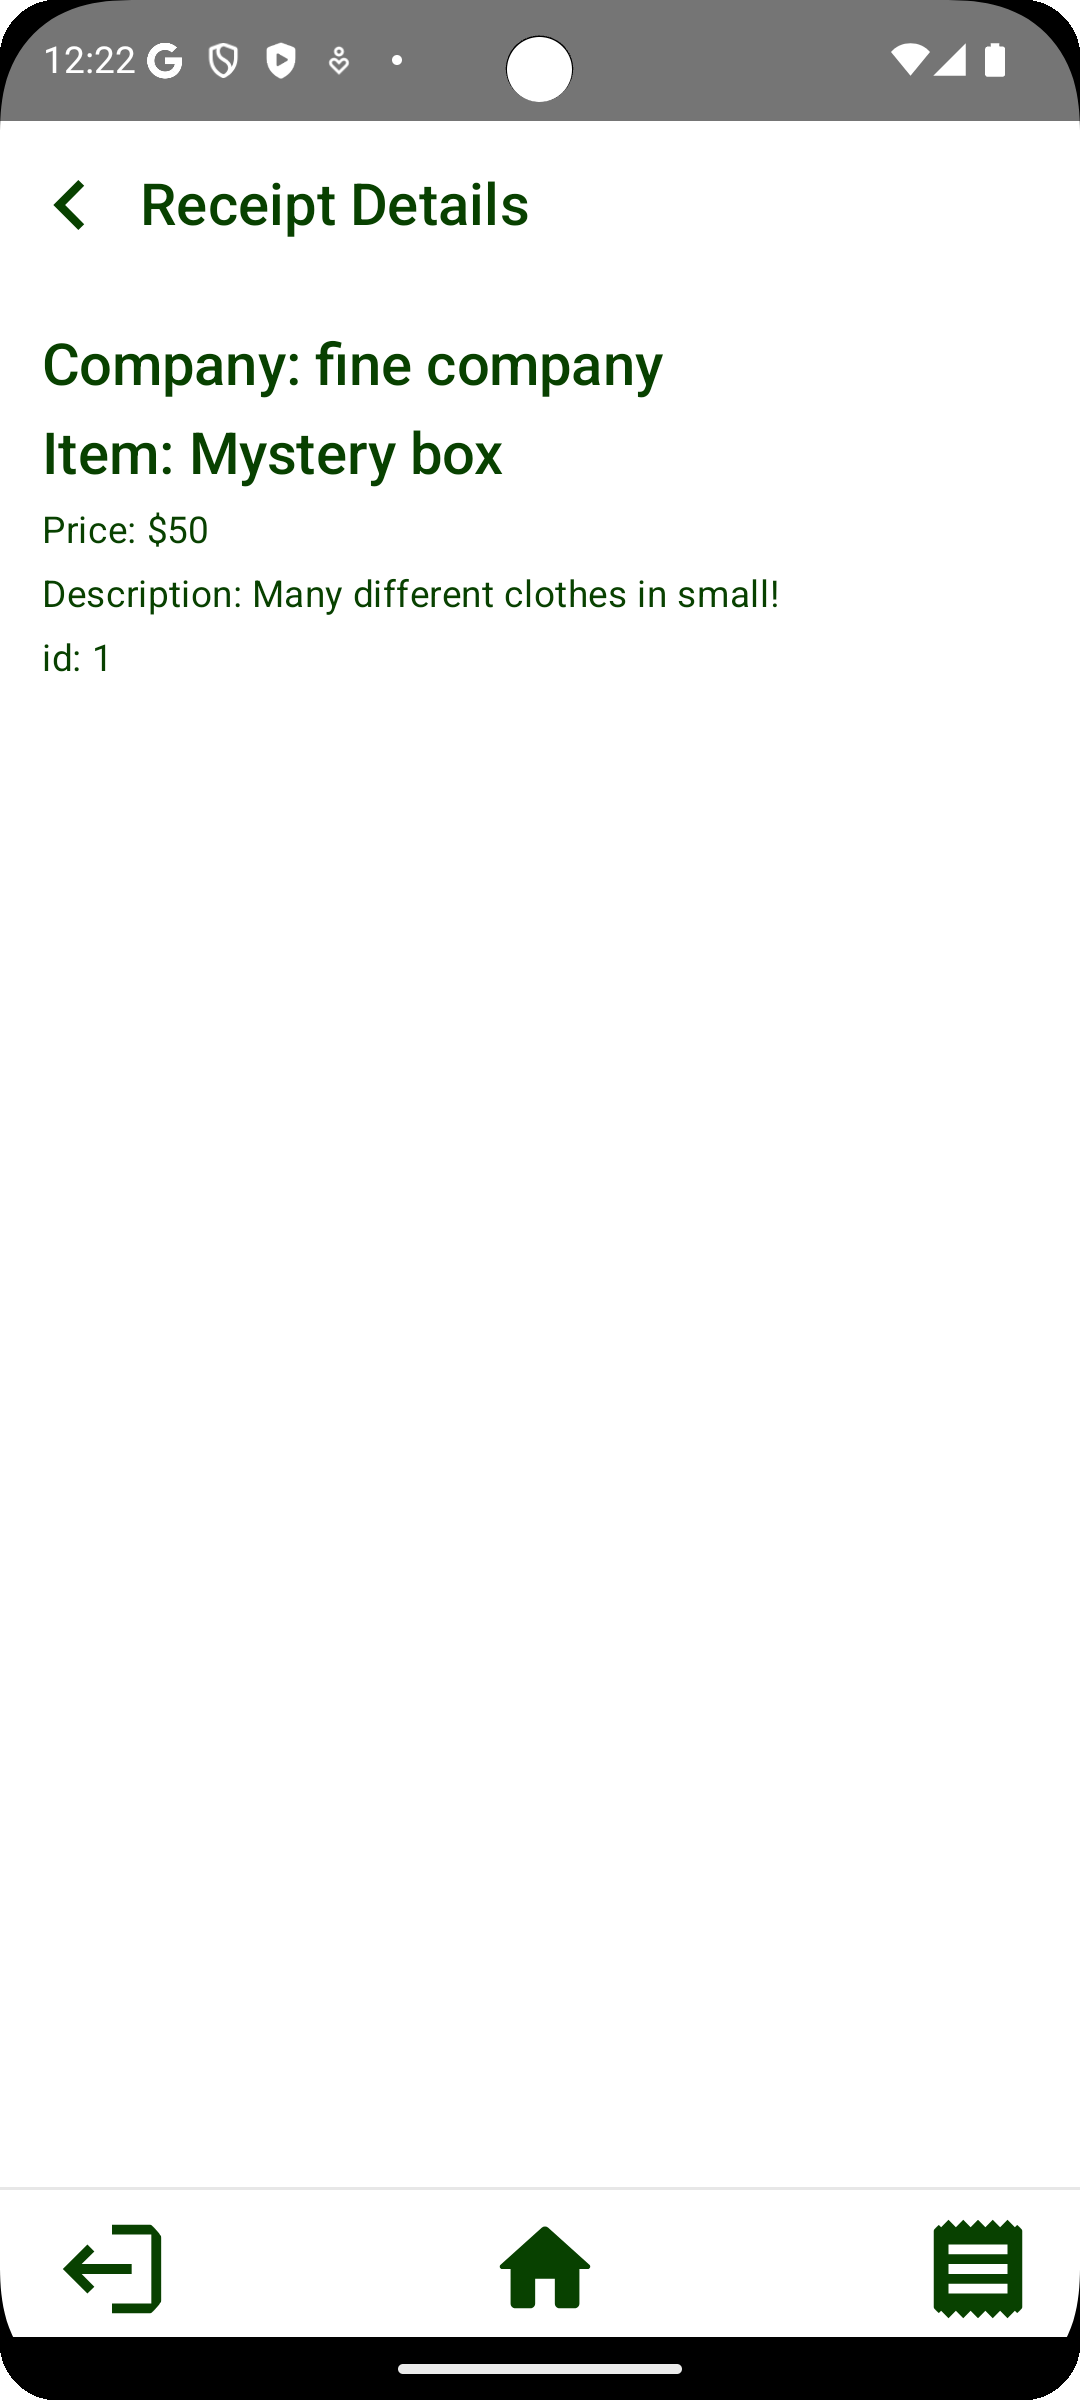 12:22
Receipt Details
Company: fine company
Item: Mystery box
Price: $50
Description: Many different clothes in small!
id: 1